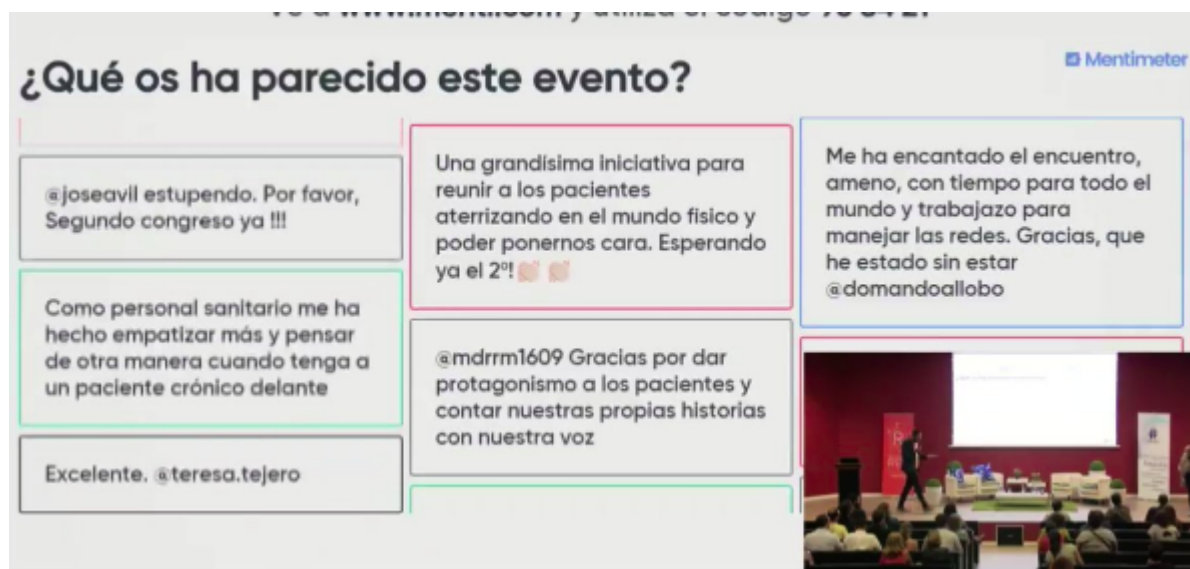 ¿Qué os ha parecido este evento?
Mentimeter
@joseavil estupendo. Por favor,
Segundo congreso ya !!!
Como personal sanitario me ha
hecho empatizar más y pensar
de otra manera cuando tenga a
un paciente crónico delante
Excelente. @teresa.tejero
Una grandísima iniciativa para
reunir a los pacientes
aterrizando en el mundo físico y
poder ponernos cara. Esperando
ya el 2º!👏🏻 👏🏻
@mdrrm1609 Gracias por dar
protagonismo a los pacientes y
contar nuestras propias historias
con nuestra voz
Me ha encantado el encuentro,
ameno, con tiempo para todo el
mundo y trabajazo para
manejar las redes. Gracias, que
he estado sin estar
@domandoallobo